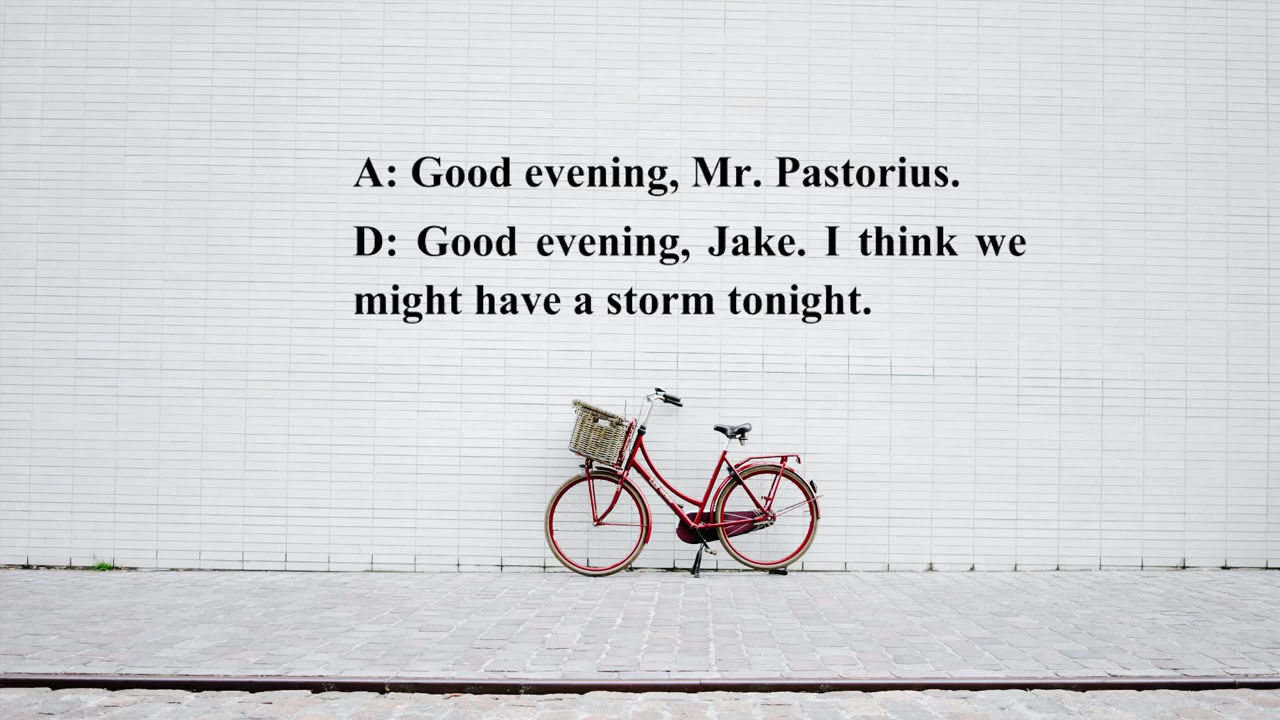 A: Good evening, Mr. Pastorius.
D: Good evening, Jake. I think we
might have a storm tonight.